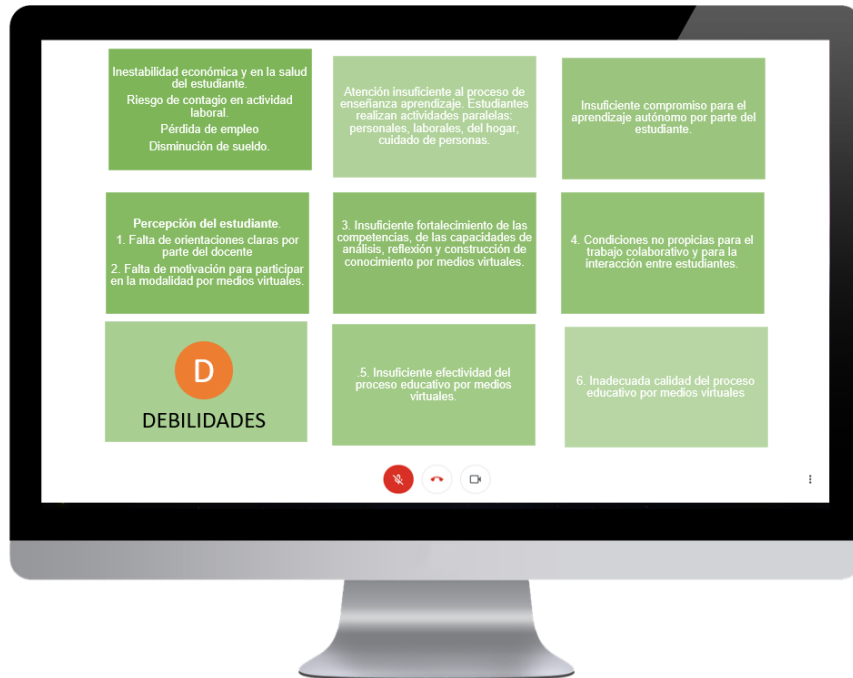 Inestabilidad económica y en la salud
del estudiante.
Riesgo de contagio en actividad
laboral.
Pérdida de empleo
Disminución de sueldo.
Atención insuficiente al proceso de
enseñanza aprendizaje. Estudiantes
realizan actividades paralelas:
personales, laborales, del hogar,
cuidado de personas.
Insuficiente compromiso para el
aprendizaje autónomo por parte del
estudiante.
Percepción del estudiante.
1. Falta de orientaciones claras por
parte del docente
2. Falta de motivación para participar
en la modalidad por medios virtuales.
3. Insuficiente fortalecimiento de las
competencias, de las capacidades de
análisis, reflexión y construcción de
conocimiento por medios virtuales.
4. Condiciones no propicias para el
trabajo colaborativo y para la
interacción entre estudiantes.
D
DEBILIDADES
.5. Insuficiente efectividad del
proceso educativo por medios
virtuales.
6. Inadecuada calidad del proceso
educativo por medios virtuales